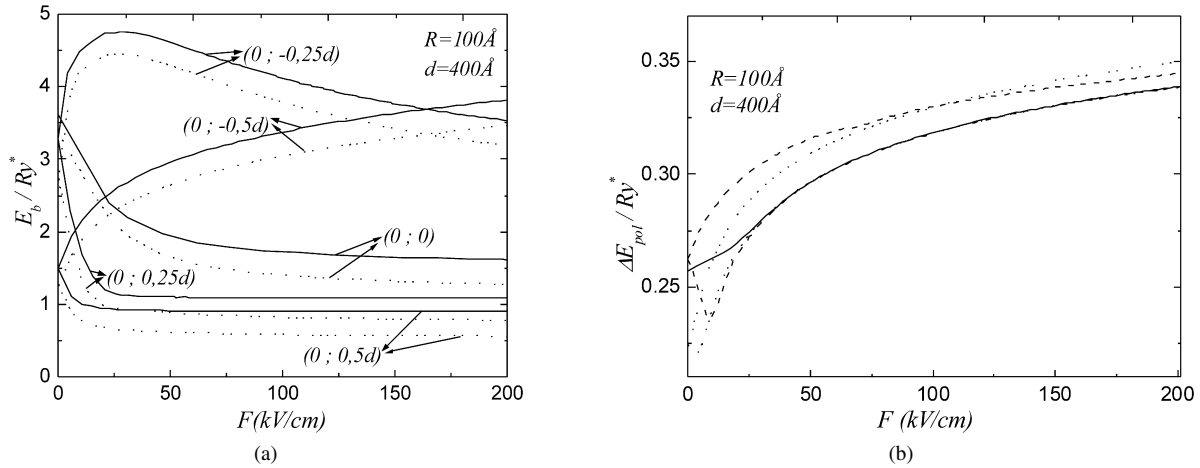 5
4
3
2
1
0
E_b / Ry*
R=100Å
d=400Å
(0 ; -0,25d)
(0 ; -0,5d)
(0 ; 0)
(0 ; 0,25d)
(0 ; 0,5d)
0 50 100 150 200
F(kV/cm)
(a)
0.35
0.30
0.25
ΔE_pol / Ry*
R=100Å
d=400Å
0 50 100 150 200
F (kV/cm)
(b)